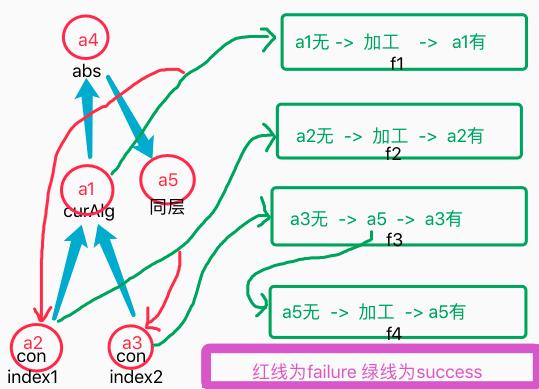 a4
abs
a1
curAlg
a5
同层
a2
con
index1
a3
con
index2
a1无 -> 加工 -> a1有
f1
a2无 -> 加工 -> a2有
f2
a3无 -> a5 -> a3有
f3
a5无 -> 加工 -> a5有
f4
红线为failure 绿线为success